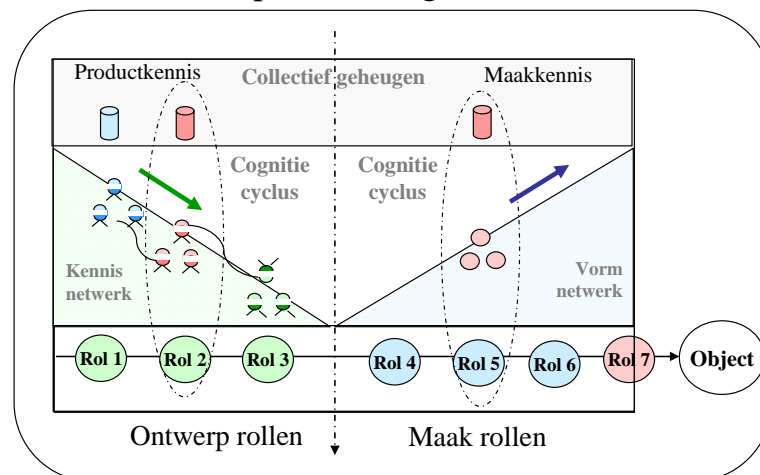 Productkennis
Collectief geheugen
Maakkennis
Cognitie
cyclus
Cognitie
cyclus
Kennis
netwerk
Vorm
netwerk
Rol 1
Rol 2
Rol 3
Rol 4
Rol 5
Rol 6
Rol 7
Object
Ontwerp rollen
Maak rollen